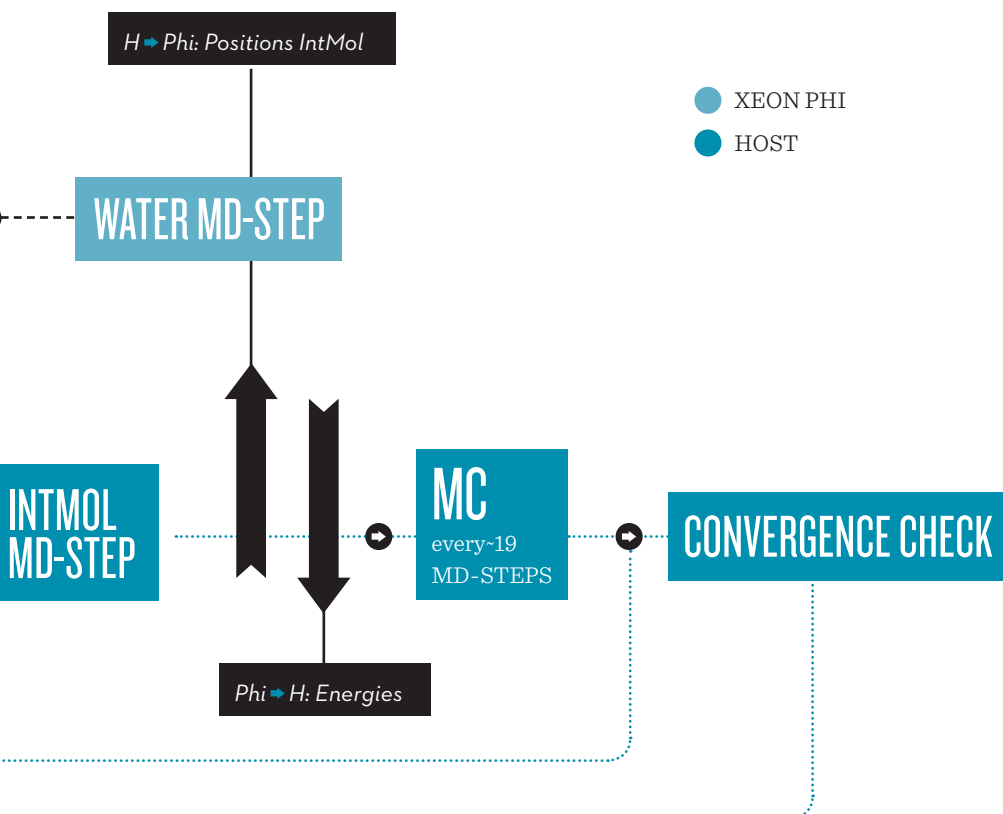 H ➡ Phi: Positions IntMol
XEON PHI
HOST
WATER MD-STEP
INTMOL
MD-STEP
MC
every~19
MD-STEPS
CONVERGENCE CHECK
Phi ➡ H: Energies